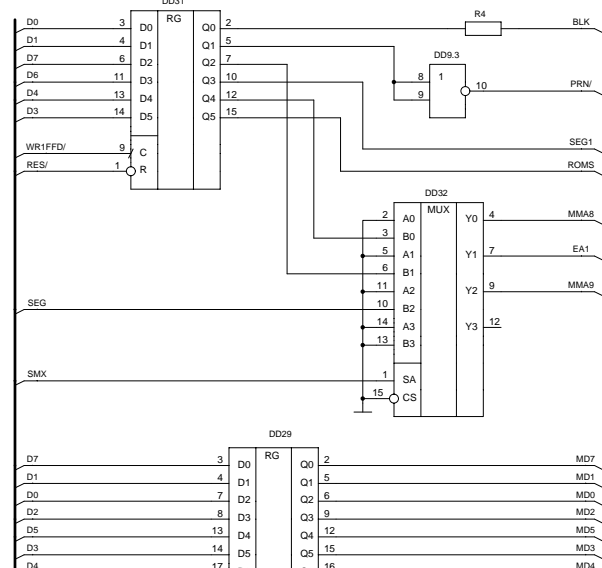 DD31
D0 3 D0 RG Q0 2 R4 BLK
D1 4 D1 Q1 5
D7 6 D2 Q2 7 DD9.3
D6 11 D3 Q3 10 8 1
D4 13 D4 Q4 12 9 10 PRN/
D3 14 D5 Q5 15
WR1FFD/ 9 C SEG1
RES/ 1 R ROMS
DD32
2 A0 MUX Y0 4 MMA8
3 B0
5 A1 Y1 7 EA1
6 B1
11 A2 Y2 9 MMA9
SEG 10 B2
14 A3 Y3 12
13 B3
SMX 1 SA
15 CS
DD29
D7 3 D0 RG Q0 2 MD7
D1 4 D1 Q1 5 MD1
D0 7 D2 Q2 6 MD0
D2 8 D3 Q3 9 MD2
D5 13 D4 Q4 12 MD5
D3 14 D5 Q5 15 MD3
D4 17 16 MD4